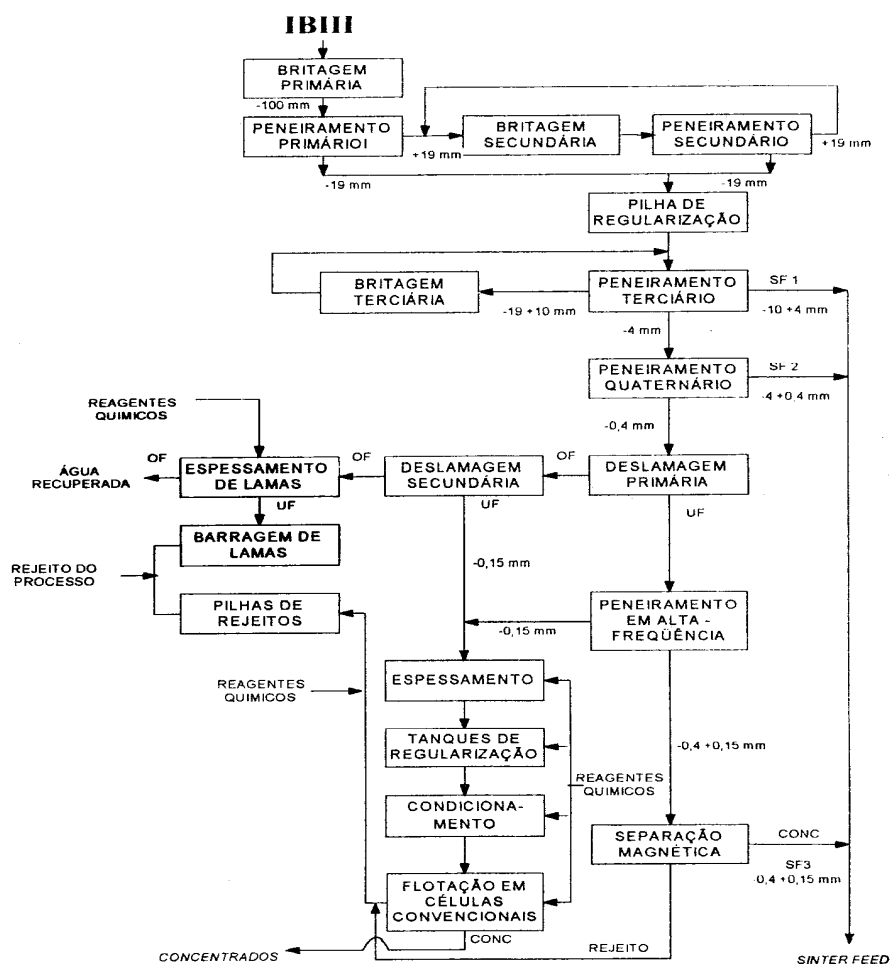 IBIII
BRITAGEM
PRIMÁRIA
-100 mm
PENEIRAMENTO
PRIMÁRIOI
+19 mm
BRITAGEM
SECUNDÁRIA
PENEIRAMENTO
SECUNDÁRIO
+19 mm
-19 mm
-19 mm
PILHA DE
REGULARIZAÇÃO
BRITAGEM
TERCIÁRIA
-19 +10 mm
PENEIRAMENTO
TERCIÁRIO
SF 1
-10 +4 mm
-4 mm
PENEIRAMENTO
QUATERNÁRIO
SF 2
-4 +0,4 mm
-0,4 mm
REAGENTES
QUIMICOS
ÁGUA
RECUPERADA
OF
ESPESSAMENTO
DE LAMAS
OF
DESLAMAGEM
SECUNDÁRIA
OF
DESLAMAGEM
PRIMÁRIA
UF
UF
UF
BARRAGEM DE
LAMAS
REJEITO DO
PROCESSO
PILHAS DE
REJEITOS
-0,15 mm
-0,15 mm
PENEIRAMENTO
EM ALTA -
FREQÜÊNCIA
REAGENTES
QUIMICOS
ESPESSAMENTO
TANQUES DE
REGULARIZAÇÃO
-0,4 +0,15 mm
REAGENTES
QUIMICOS
CONDICIONA-
MENTO
SEPARAÇÃO
MAGNÉTICA
CONC
SF3
-0,4 +0,15 mm
FLOTAÇÃO EM
CÉLULAS
CONVENCIONAIS
CONC
REJEITO
CONCENTRADOS
SINTER FEED